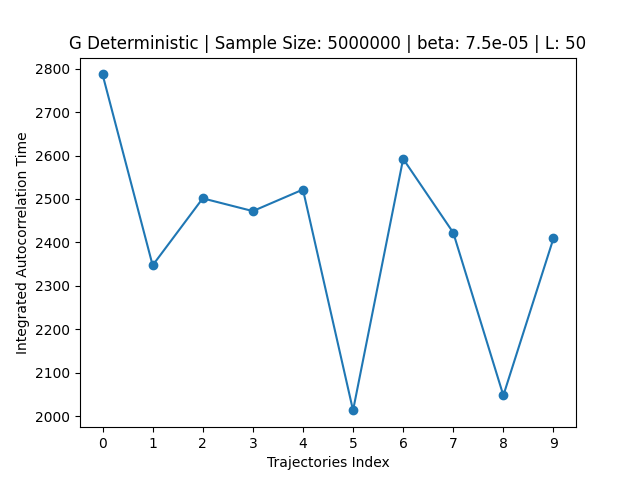 G Deterministic | Sample Size: 5000000 | beta: 7.5e-05 | L: 50
2800
2700
2600
2500
2400
2300
2200
2100
2000
Integrated Autocorrelation Time
0 1 2 3 4 5 6 7 8 9
Trajectories Index